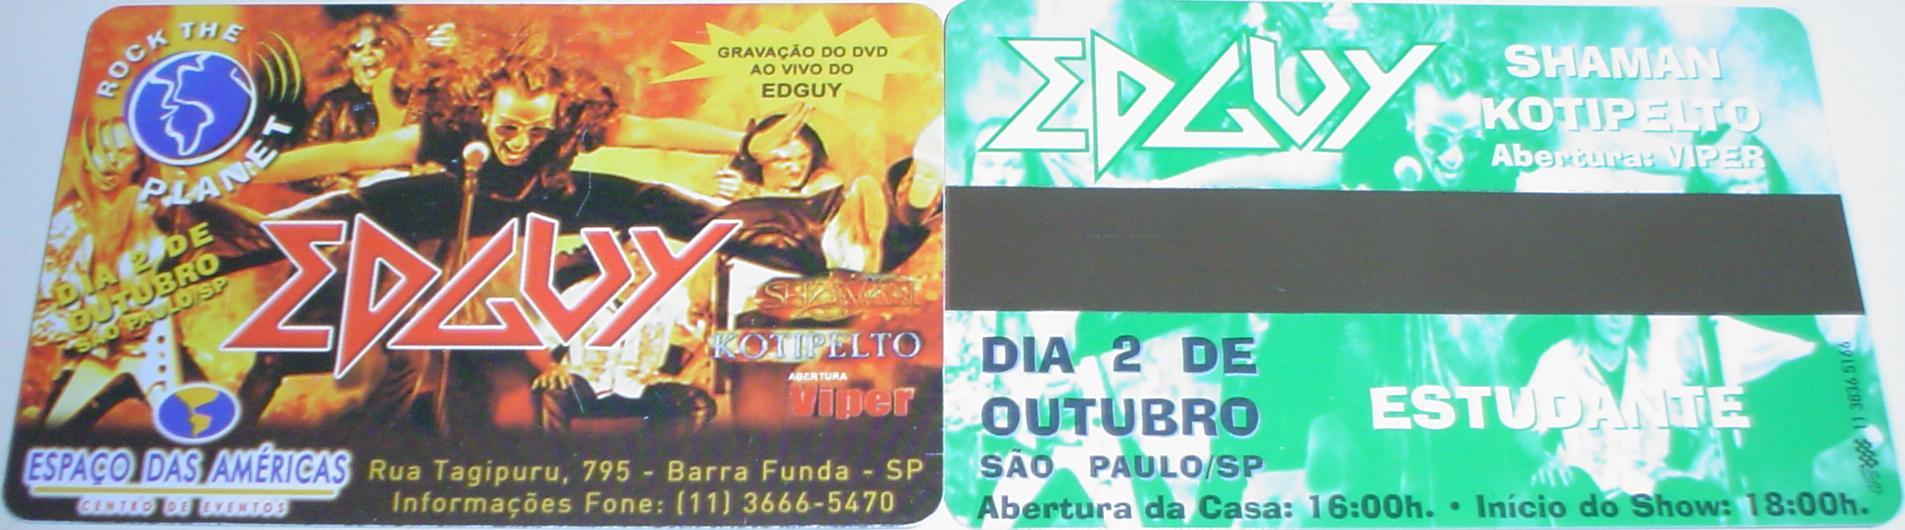 ROCK THE
PLANET
GRAVAÇÃO DO DVD
AO VIVO DO
EDGUY
DIA 2 DE
OUTUBRO
SÃO PAULO/SP
EDGUY
SHAMAN
KOTIPELTO
ABERTURA
Viper
ESPAÇO DAS AMÉRICAS
CENTRO DE EVENTOS
Rua Tagipuru, 795 - Barra Funda - SP
Informações Fone: (11) 3666-5470
EDGUY
SHAMAN
KOTIPELTO
Abertura: VIPER
DIA 2 DE
OUTUBRO
SÃO PAULO/SP
ESTUDANTE
Abertura da Casa: 16:00h. • Início do Show: 18:00h.